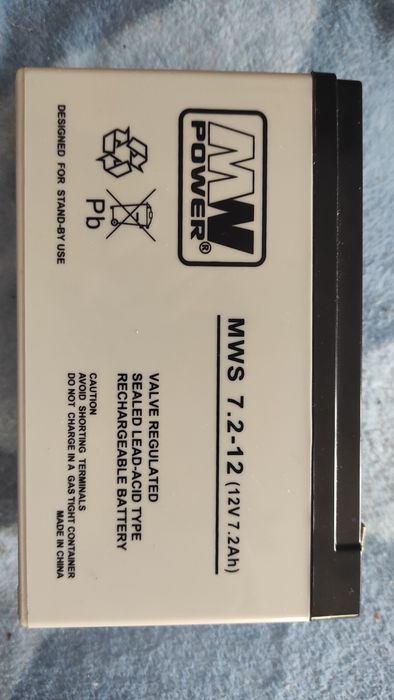 MW
POWER®
MWS 7.2-12 (12V 7.2Ah)
Pb
VALVE REGULATED
SEALED LEAD-ACID TYPE
RECHARGEABLE BATTERY
DESIGNED FOR STAND-BY USE
CAUTION
AVOID SHORTING TERMINALS
DO NOT CHARGE IN A GAS TIGHT CONTAINER
MADE IN CHINA